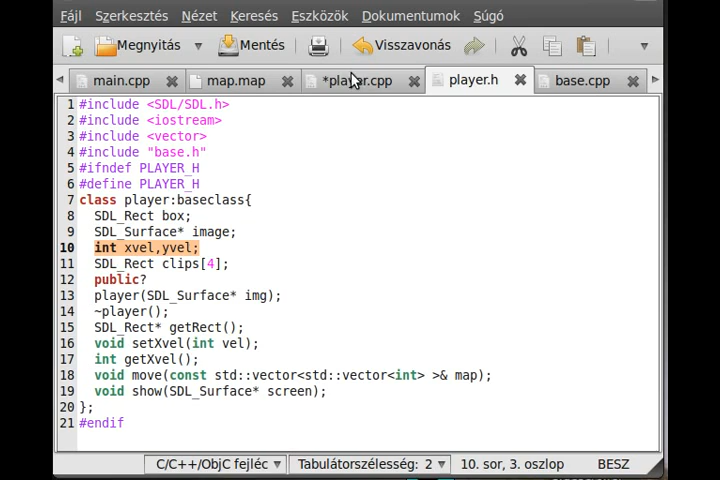 Fájl Szerkesztés Nézet Keresés Eszközök Dokumentumok Súgó
Megnyitás Mentés Visszavonás
main.cpp map.map *player.cpp player.h base.cpp
1 #include <SDL/SDL.h>
2 #include <iostream>
3 #include <vector>
4 #include "base.h"
5 #ifndef PLAYER_H
6 #define PLAYER_H
7 class player:baseclass{
8 SDL_Rect box;
9 SDL_Surface* image;
10 int xvel,yvel;
11 SDL_Rect clips[4];
12 public?
13 player(SDL_Surface* img);
14 ~player();
15 SDL_Rect* getRect();
16 void setXvel(int vel);
17 int getXvel();
18 void move(const std::vector<std::vector<int> >& map);
19 void show(SDL_Surface* screen);
20 };
21 #endif
C/C++/ObjC fejléc Tabulátorszélesség: 2 10. sor, 3. oszlop BESZ